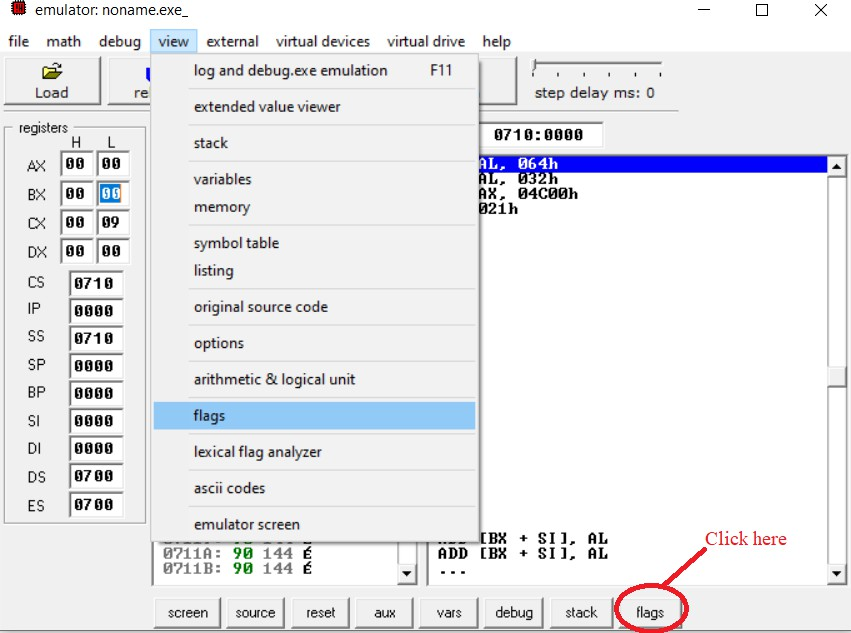 emulator: noname.exe_
file math debug view external virtual devices virtual drive help
Load
re
step delay ms: 0
log and debug.exe emulation F11
extended value viewer
stack
variables
memory
symbol table
listing
original source code
options
arithmetic & logical unit
flags
lexical flag analyzer
ascii codes
emulator screen
registers
H L
AX 00 00
BX 00 00
CX 00 09
DX 00 00
CS 0710
IP 0000
SS 0710
SP 0000
BP 0000
SI 0000
DI 0000
DS 0700
ES 0700
0710:0000
AL, 064h
AL, 032h
AX, 04C00h
021h
0711A: 90 144 É
0711B: 90 144 É
ADD [BX + SI], AL
ADD [BX + SI], AL
...
Click here
screen source reset aux vars debug stack flags